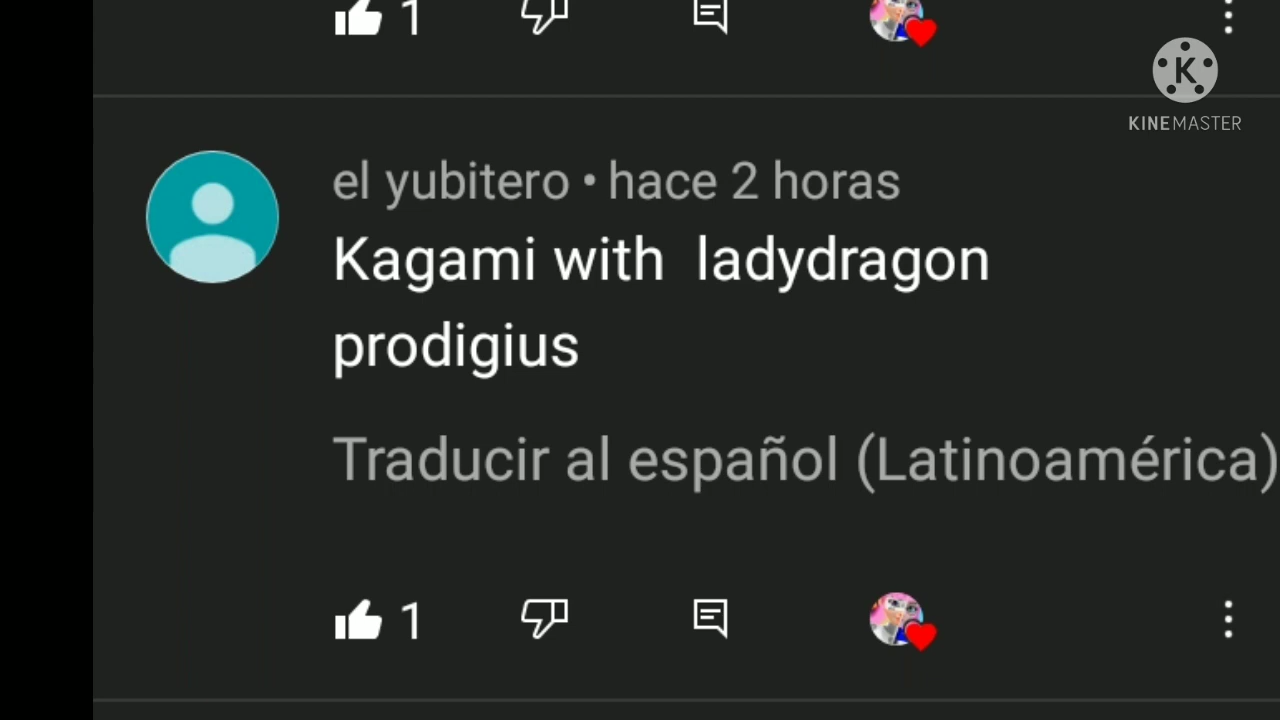 1
K
KINEMASTER
el yubitero • hace 2 horas
Kagami with ladydragon
prodigius
Traducir al español (Latinoamérica)
1